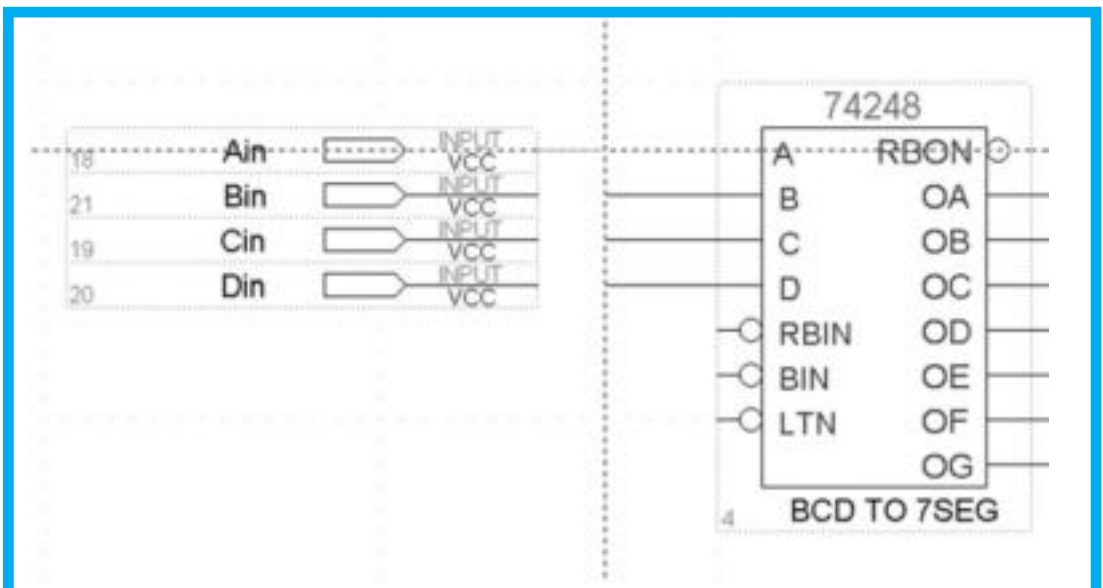 74248
18 Ain INPUT VCC
21 Bin INPUT VCC
19 Cin INPUT VCC
20 Din INPUT VCC
A RBON
B OA
C OB
D OC
RBIN OD
BIN OE
LTN OF
OG
4 BCD TO 7SEG